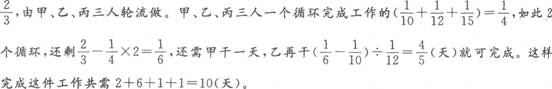 2/3,由甲、乙、丙三人轮流做。甲、乙、丙三人一个循环完成工作的(1/10+1/12+1/15)=1/4,如此2
个循环,还剩2/3-1/4×2=1/6,还需甲干一天,乙再干(1/6-1/10)÷1/12=4/5(天)就可完成。这样
完成这件工作共需2+6+1+1=10(天)。